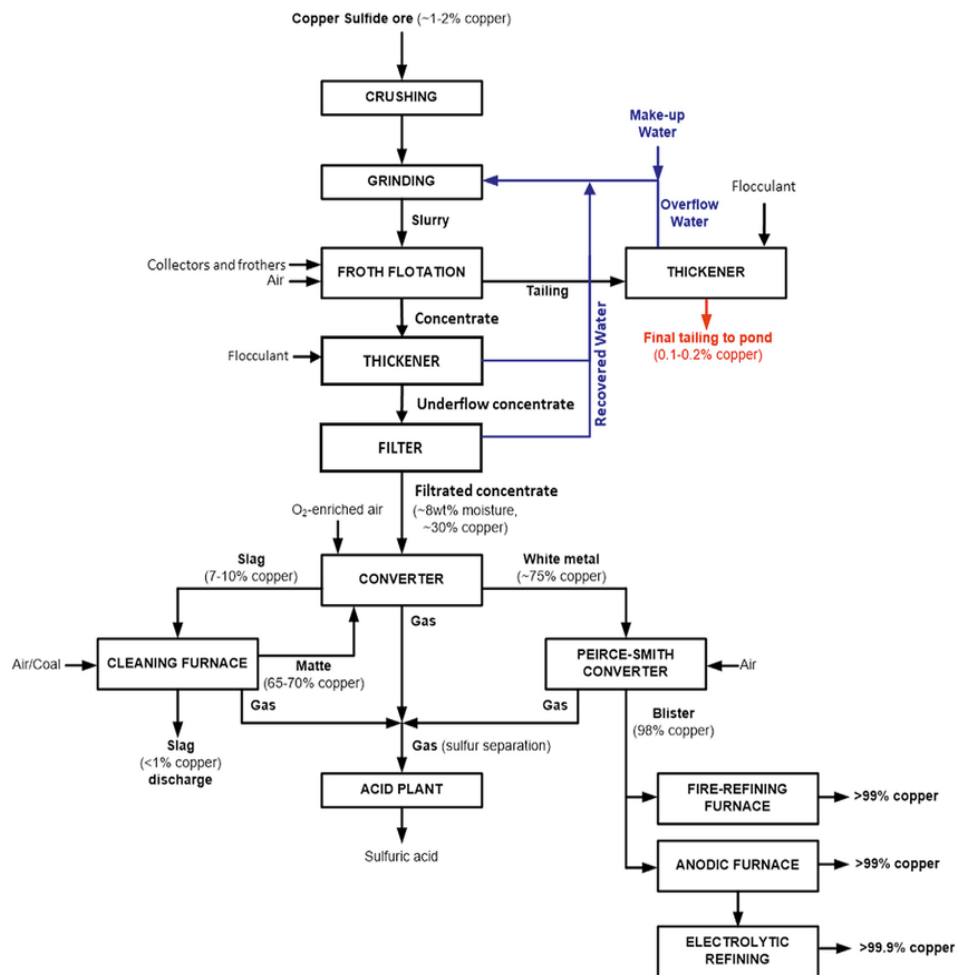 Copper Sulfide ore (~1-2% copper)
CRUSHING
Make-up
Water
GRINDING
Flocculant
Overflow
Water
Slurry
Collectors and frothers
Air
FROTH FLOTATION
THICKENER
Tailing
Concentrate
Final tailing to pond
(0.1-0.2% copper)
Flocculant
THICKENER
Recovered Water
Underflow concentrate
FILTER
Filtrated concentrate
(~8wt% moisture,
~30% copper)
O₂-enriched air
Slag
(7-10% copper)
CONVERTER
White metal
(~75% copper)
Gas
Air/Coal
CLEANING FURNACE
Matte
(65-70% copper)
PEIRCE-SMITH
CONVERTER
Air
Gas
Gas
Blister
(98% copper)
Slag
(<1% copper)
discharge
Gas (sulfur separation)
ACID PLANT
FIRE-REFINING
FURNACE
>99% copper
Sulfuric acid
ANODIC FURNACE
>99% copper
ELECTROLYTIC
REFINING
>99.9% copper